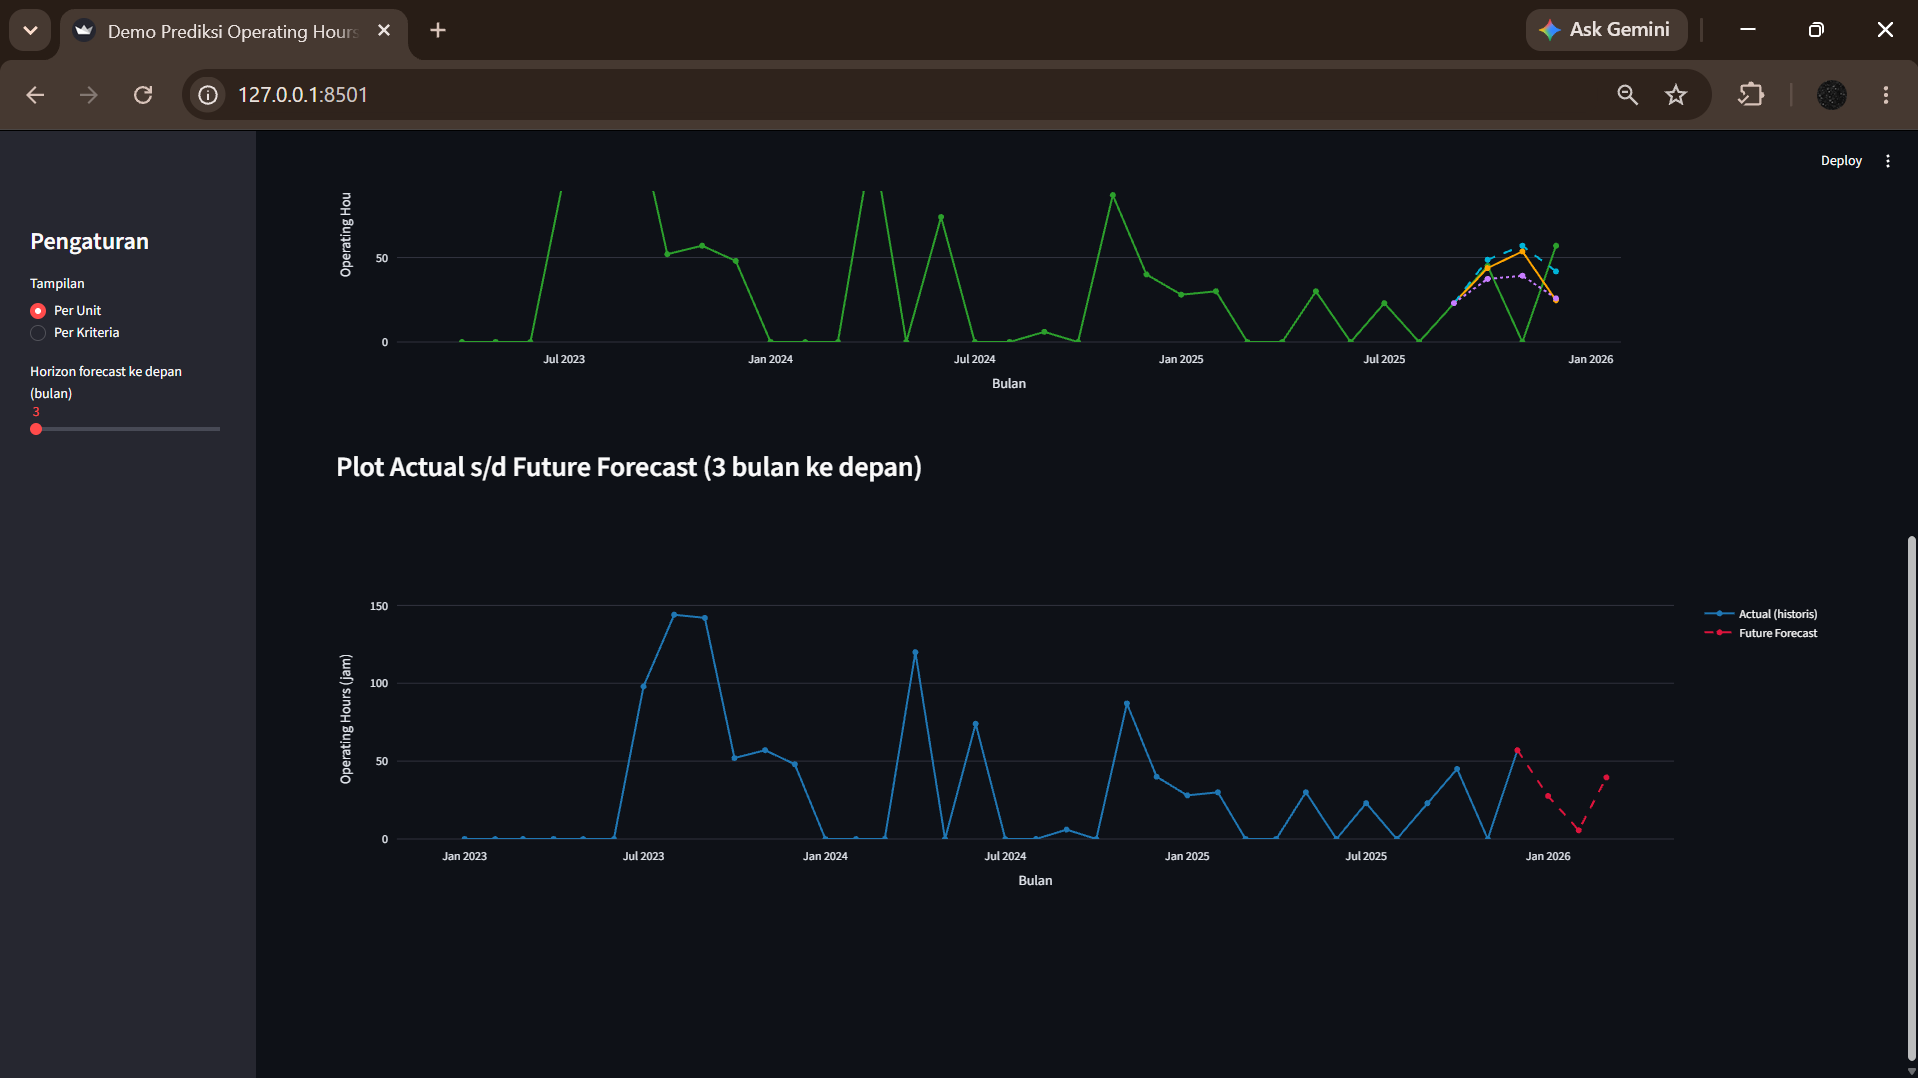 Demo Prediksi Operating Hours
Ask Gemini
127.0.0.1:8501
Deploy
Pengaturan
Tampilan
Per Unit
Per Kriteria
Horizon forecast ke depan
(bulan)
3
Operating Hou
50
0
Jul 2023
Jan 2024
Jul 2024
Jan 2025
Jul 2025
Jan 2026
Bulan
Plot Actual s/d Future Forecast (3 bulan ke depan)
Operating Hours (jam)
150
100
50
0
Jan 2023
Jul 2023
Jan 2024
Jul 2024
Jan 2025
Jul 2025
Jan 2026
Bulan
Actual (historis)
Future Forecast